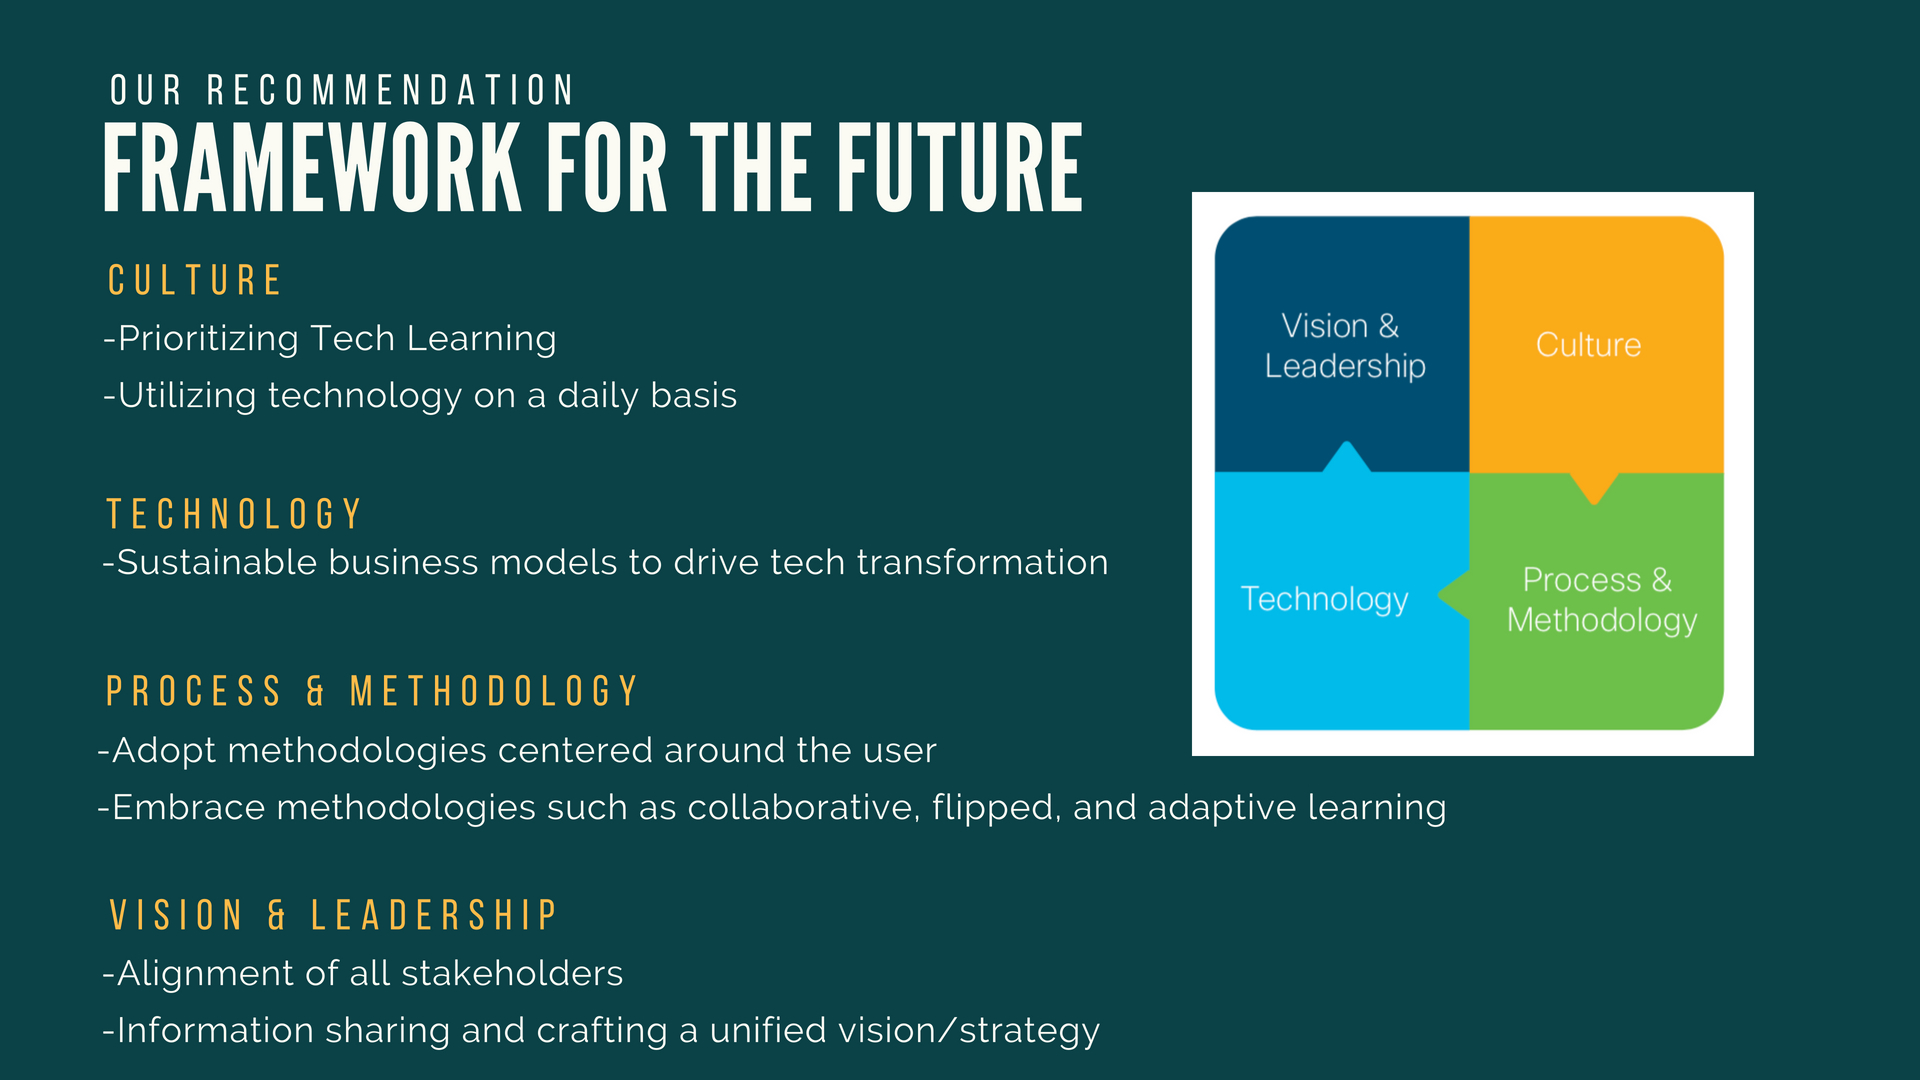 OUR RECOMMENDATION
FRAMEWORK FOR THE FUTURE
CULTURE
-Prioritizing Tech Learning
-Utilizing technology on a daily basis
TECHNOLOGY
-Sustainable business models to drive tech transformation
PROCESS & METHODOLOGY
-Adopt methodologies centered around the user
-Embrace methodologies such as collaborative, flipped, and adaptive learning
VISION & LEADERSHIP
-Alignment of all stakeholders
-Information sharing and crafting a unified vision/strategy
Vision &
Leadership
Culture
Technology
Process &
Methodology